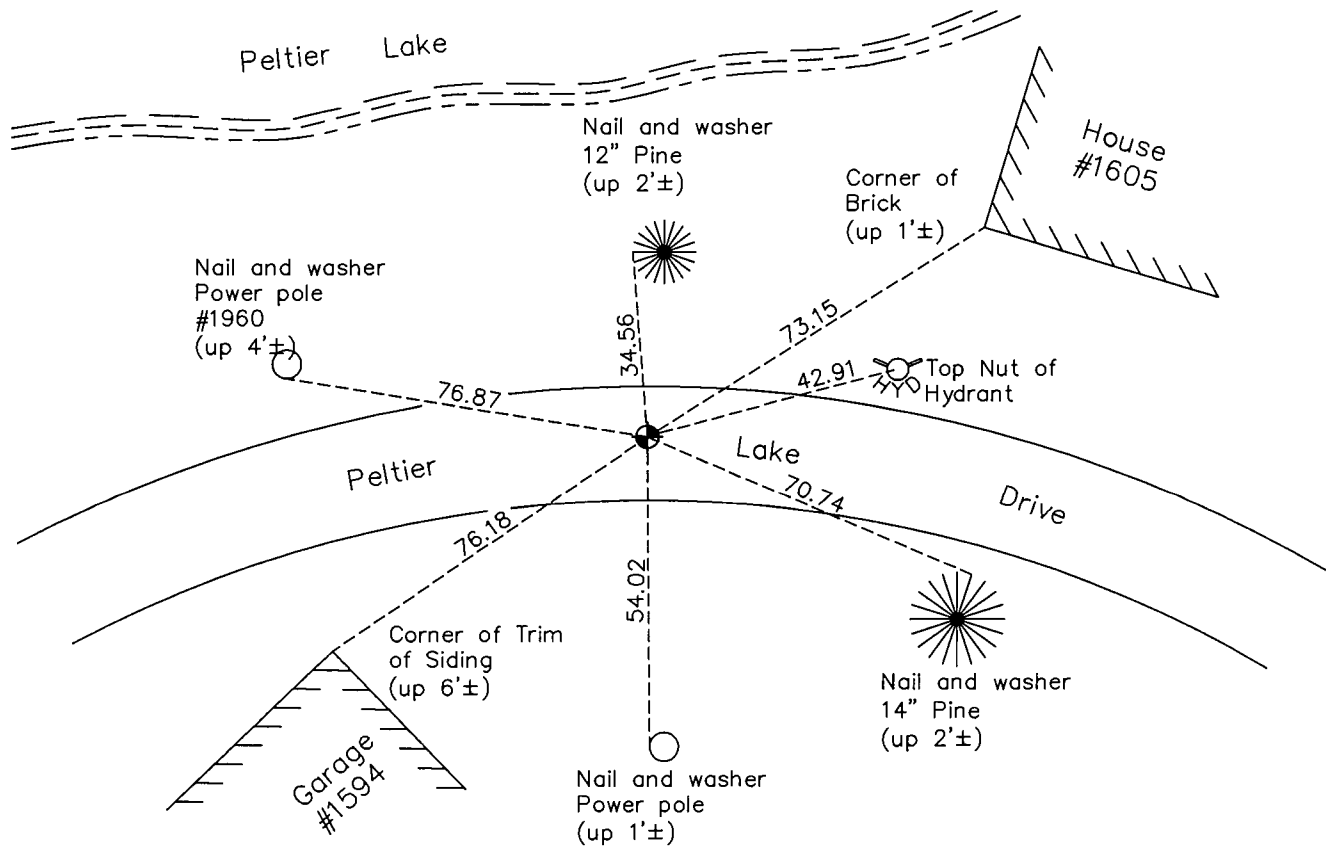 Peltier Lake
Nail and washer
12" Pine
(up 2'±)
House
#1605
Corner of
Brick
(up 1'±)
Nail and washer
Power pole
#1960
(up 4'±)
34.56
73.15
76.87
42.91
HYD
Top Nut of
Hydrant
Peltier Lake Drive
76.18
54.02
70.74
Corner of Trim
of Siding
(up 6'±)
Garage
#1594
Nail and washer
14" Pine
(up 2'±)
Nail and washer
Power pole
(up 1'±)